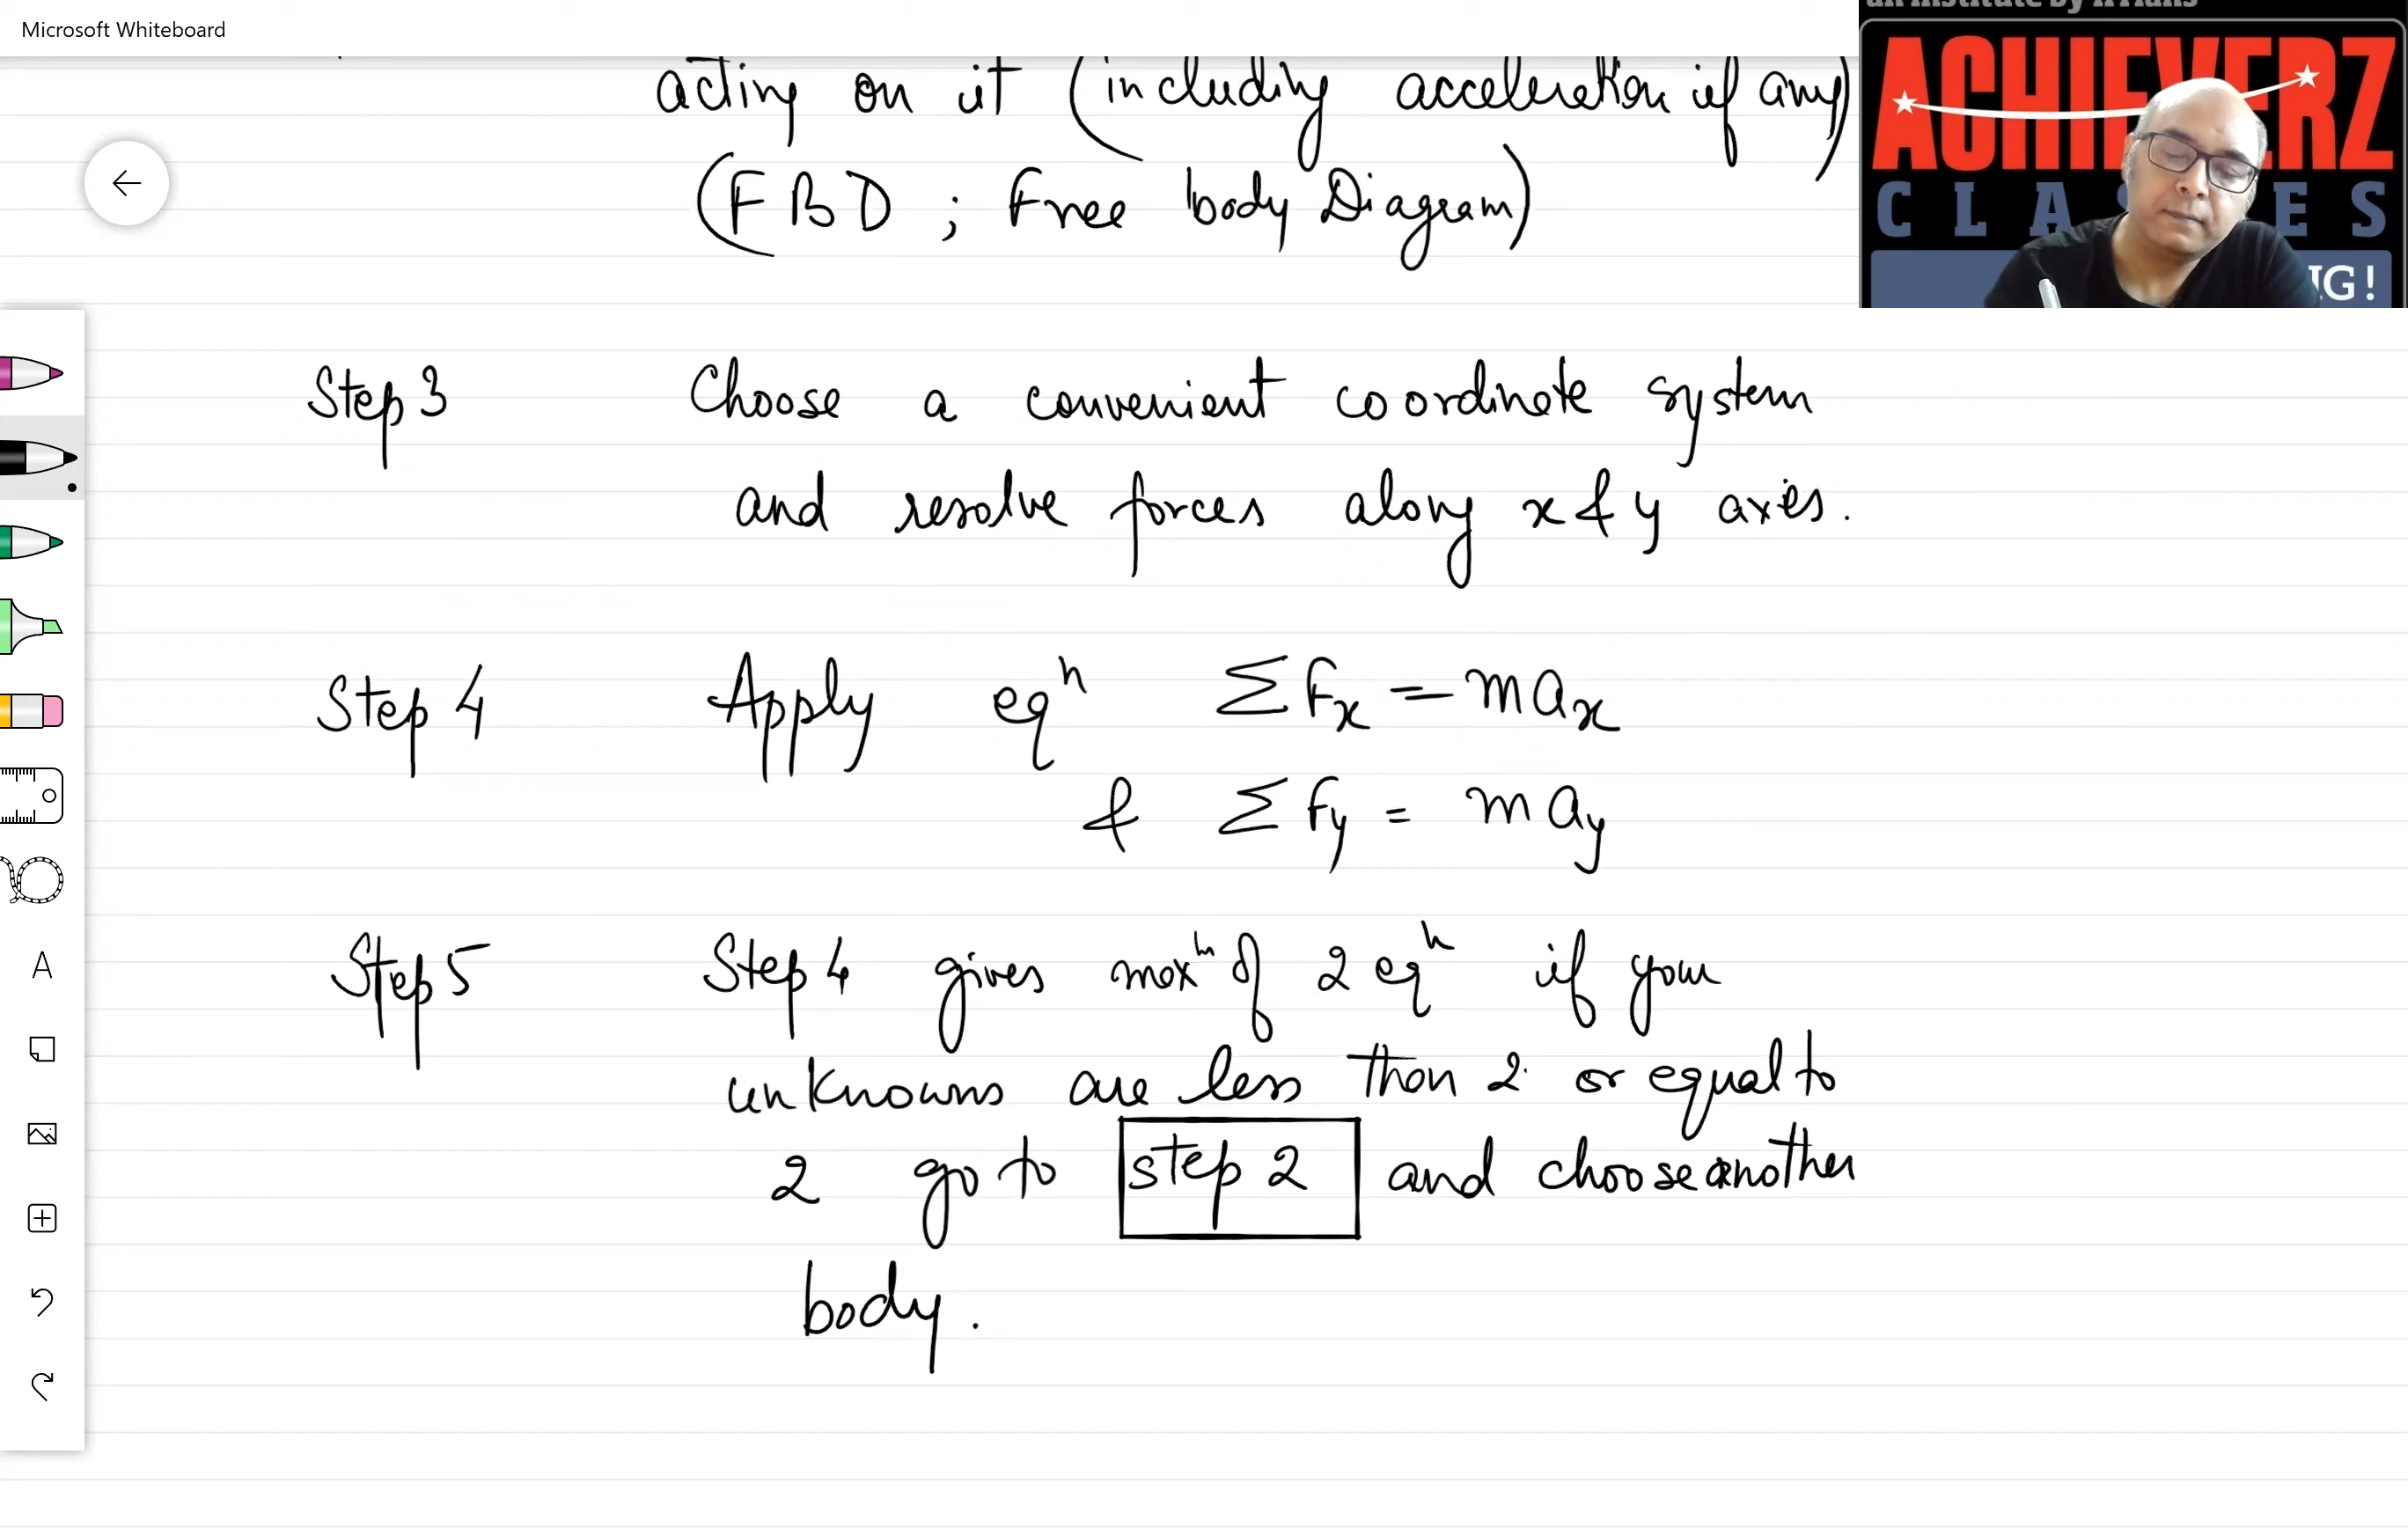 Microsoft Whiteboard
acting on it (including acceleration if any)
(FBD ; Free body Diagram)
ACHIEVERZ
CLASSES
IG!
Step 3 Choose a convenient coordinate system
and resolve forces along x & y axis.
Step 4 Apply eqⁿ ΣFx = max
& ΣFy = may
Step 5 Step 4 gives maxᵐ of 2 eqⁿ if your
unknowns are less than 2 or equal to
2 go to step 2 and choose another
body.
A